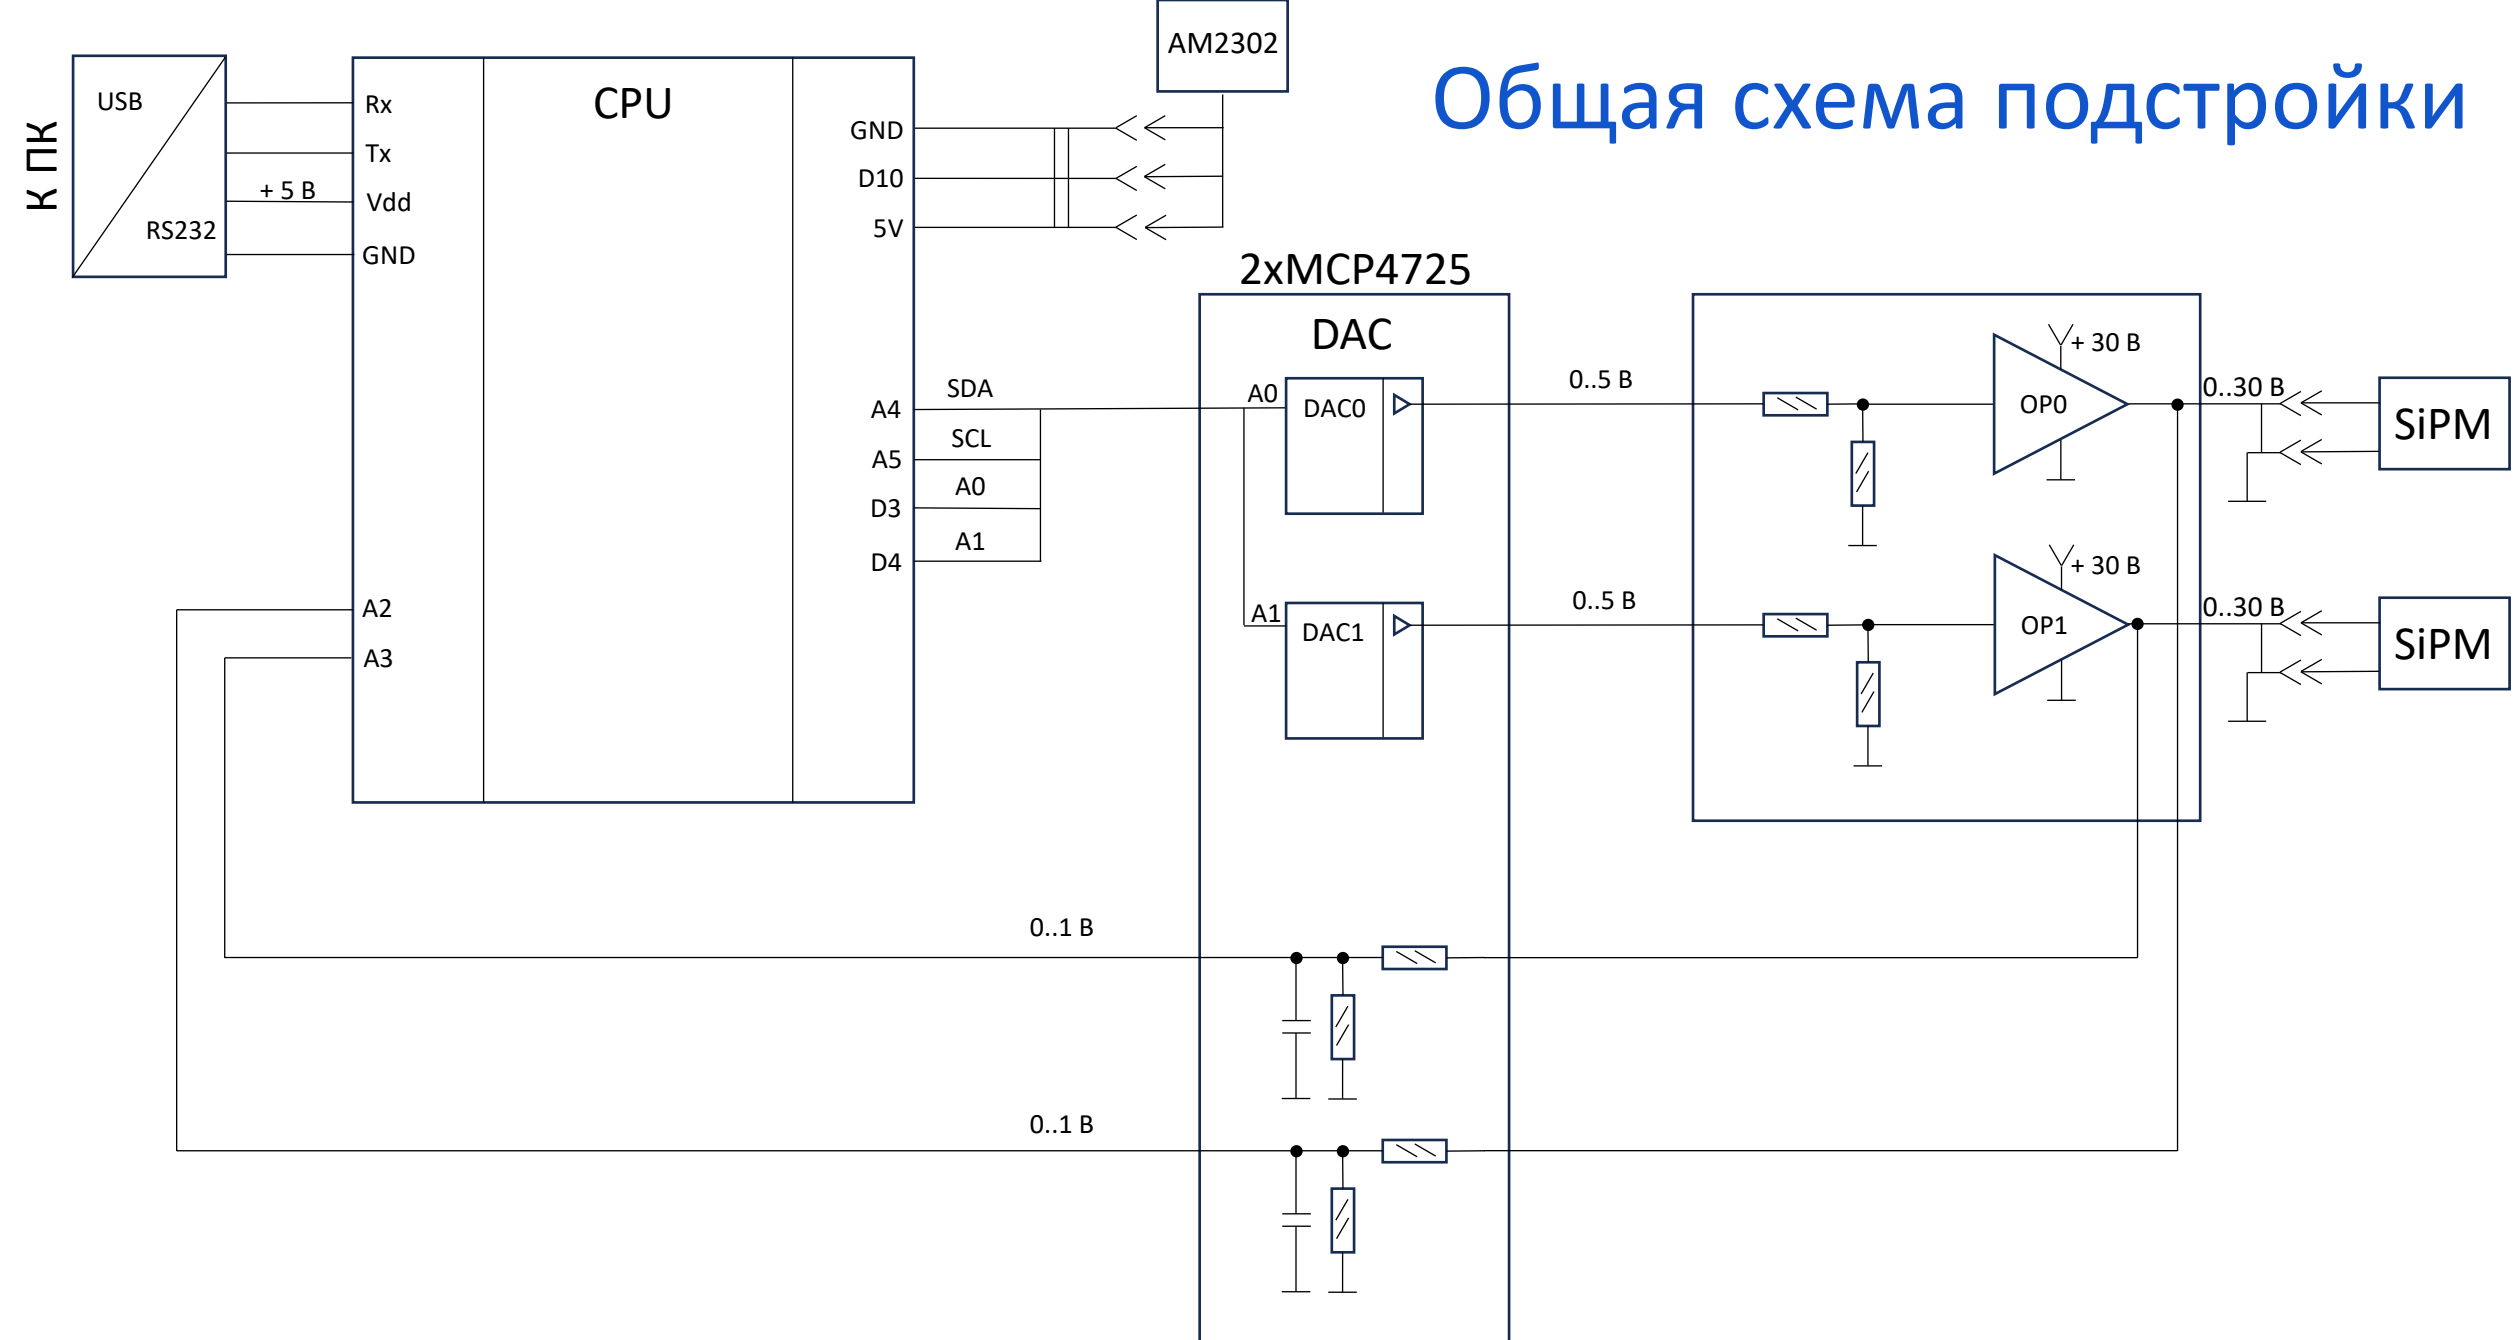 Общая схема подстройки
К ПК
USB
RS232
+ 5 В
CPU
Rx
Tx
Vdd
GND
A2
A3
GND
D10
5V
A4
A5
D3
D4
AM2302
SDA
SCL
A0
A1
2xMCP4725
DAC
A0
DAC0
A1
DAC1
0..5 В
0..5 В
+ 30 В
OP0
+ 30 В
OP1
0..30 В
SiPM
0..30 В
SiPM
0..1 В
0..1 В